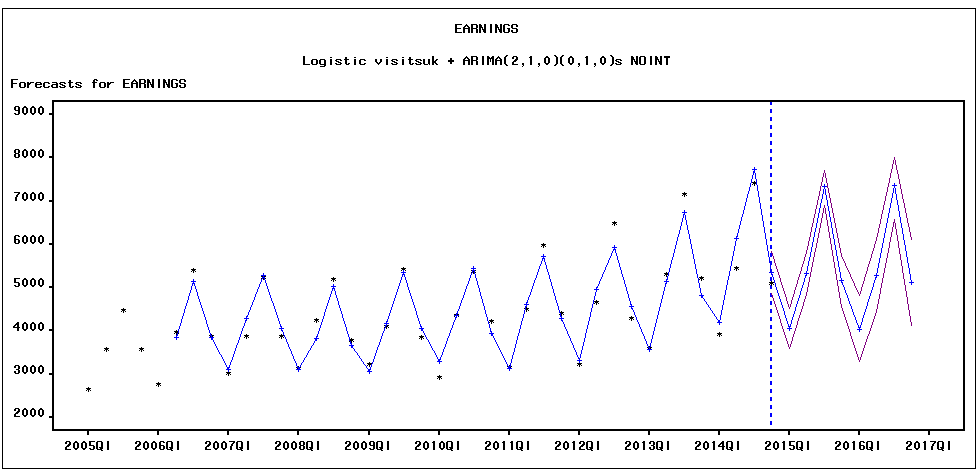 EARNINGS
Logistic visitsuk + ARIMA(2,1,0)(0,1,0)s NOINT
Forecasts for EARNINGS
9000
8000
7000
6000
5000
4000
3000
2000
2005Q1 2006Q1 2007Q1 2008Q1 2009Q1 2010Q1 2011Q1 2012Q1 2013Q1 2014Q1 2015Q1 2016Q1 2017Q1